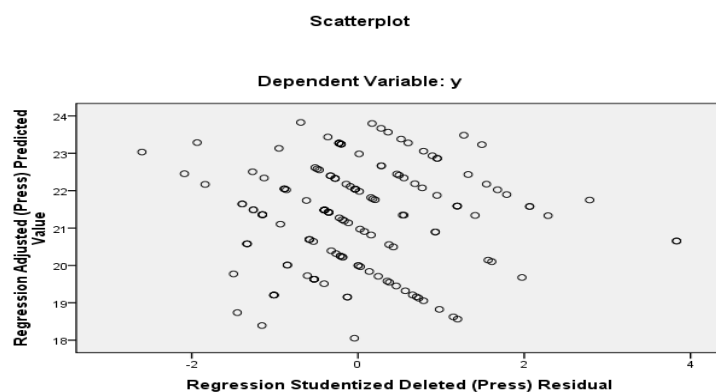 Scatterplot
Dependent Variable: y
Regression Adjusted (Press) Predicted
Value
24
23
22
21
20
19
18
-2
0
2
4
Regression Studentized Deleted (Press) Residual